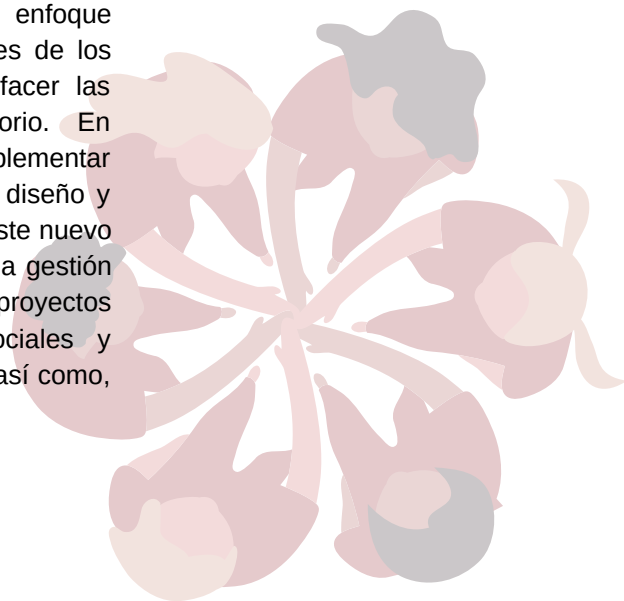 enfoque
es de los
facer las
orio. En
plementar
diseño y
ste nuevo
a gestión
proyectos
ociales y
así como,